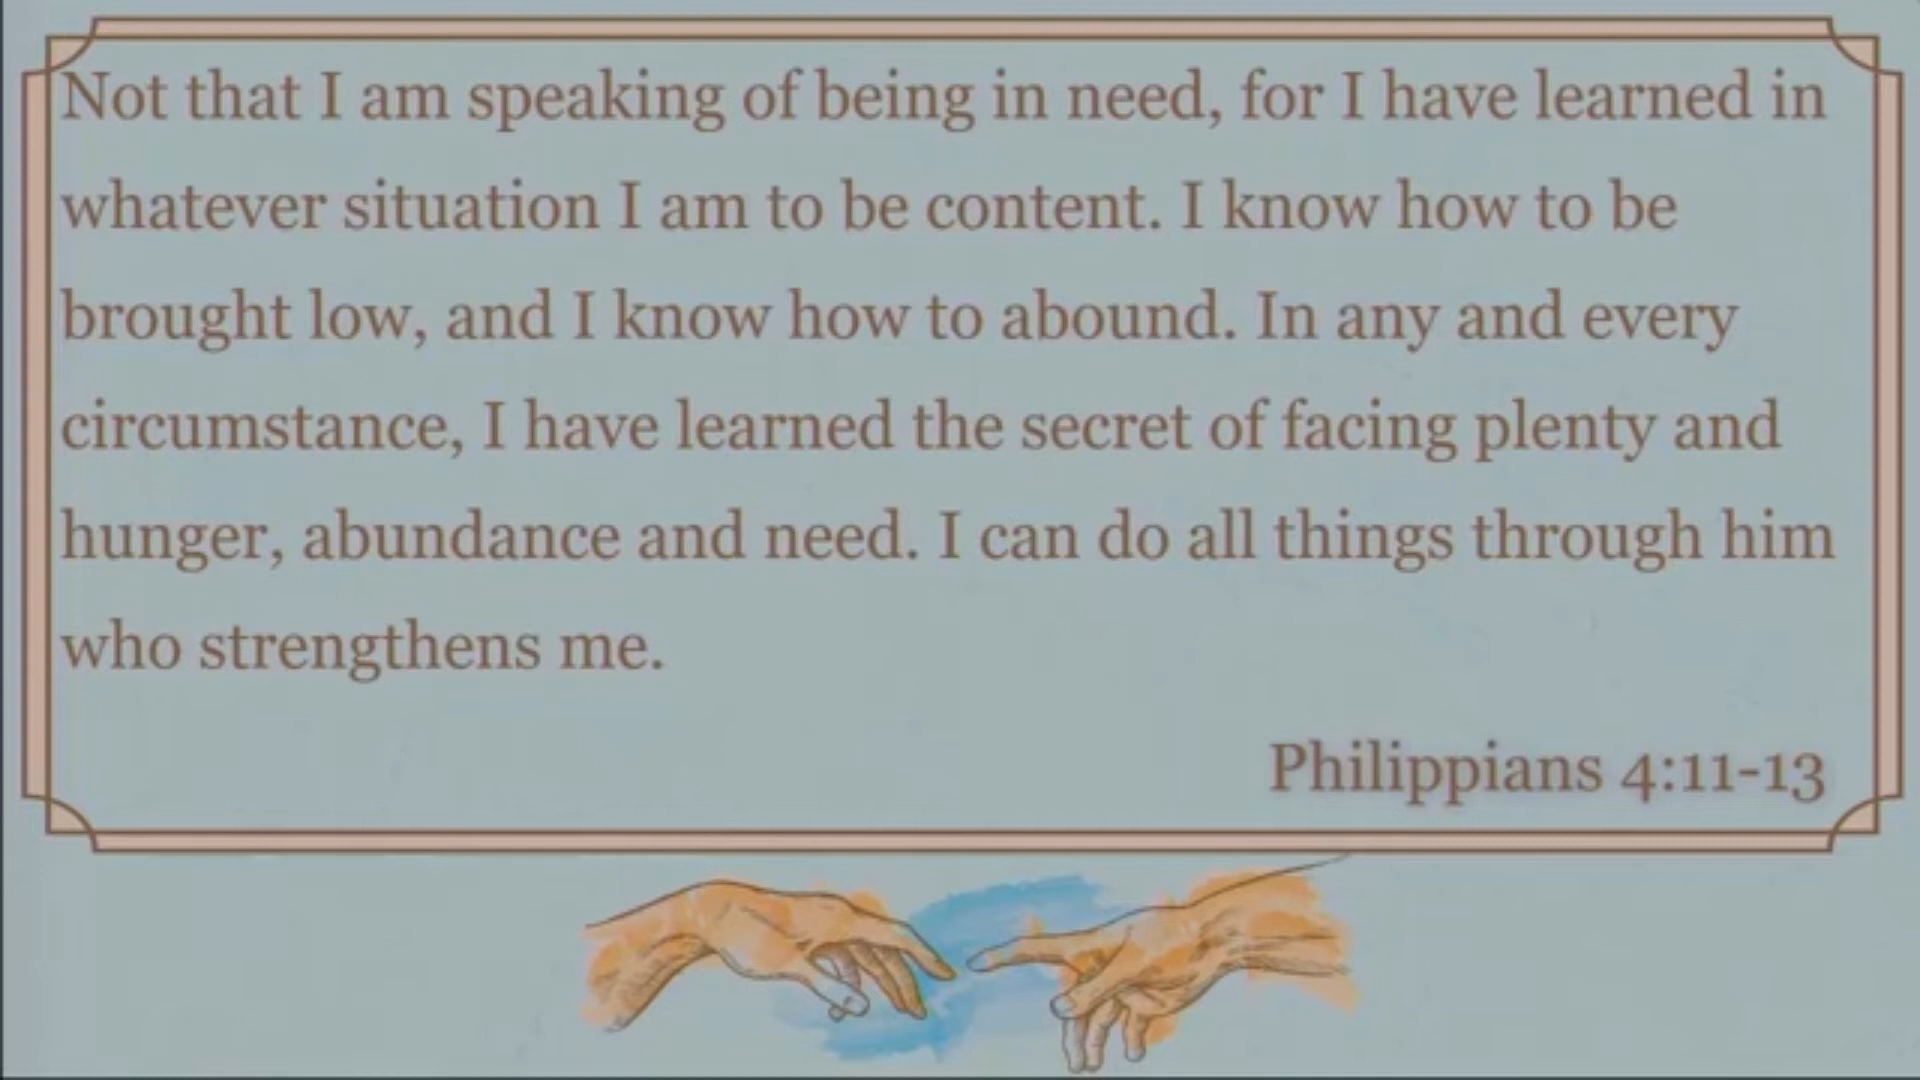 Not that I am speaking of being in need, for I have learned in
whatever situation I am to be content. I know how to be
brought low, and I know how to abound. In any and every
circumstance, I have learned the secret of facing plenty and
hunger, abundance and need. I can do all things through him
who strengthens me.
Philippians 4:11-13